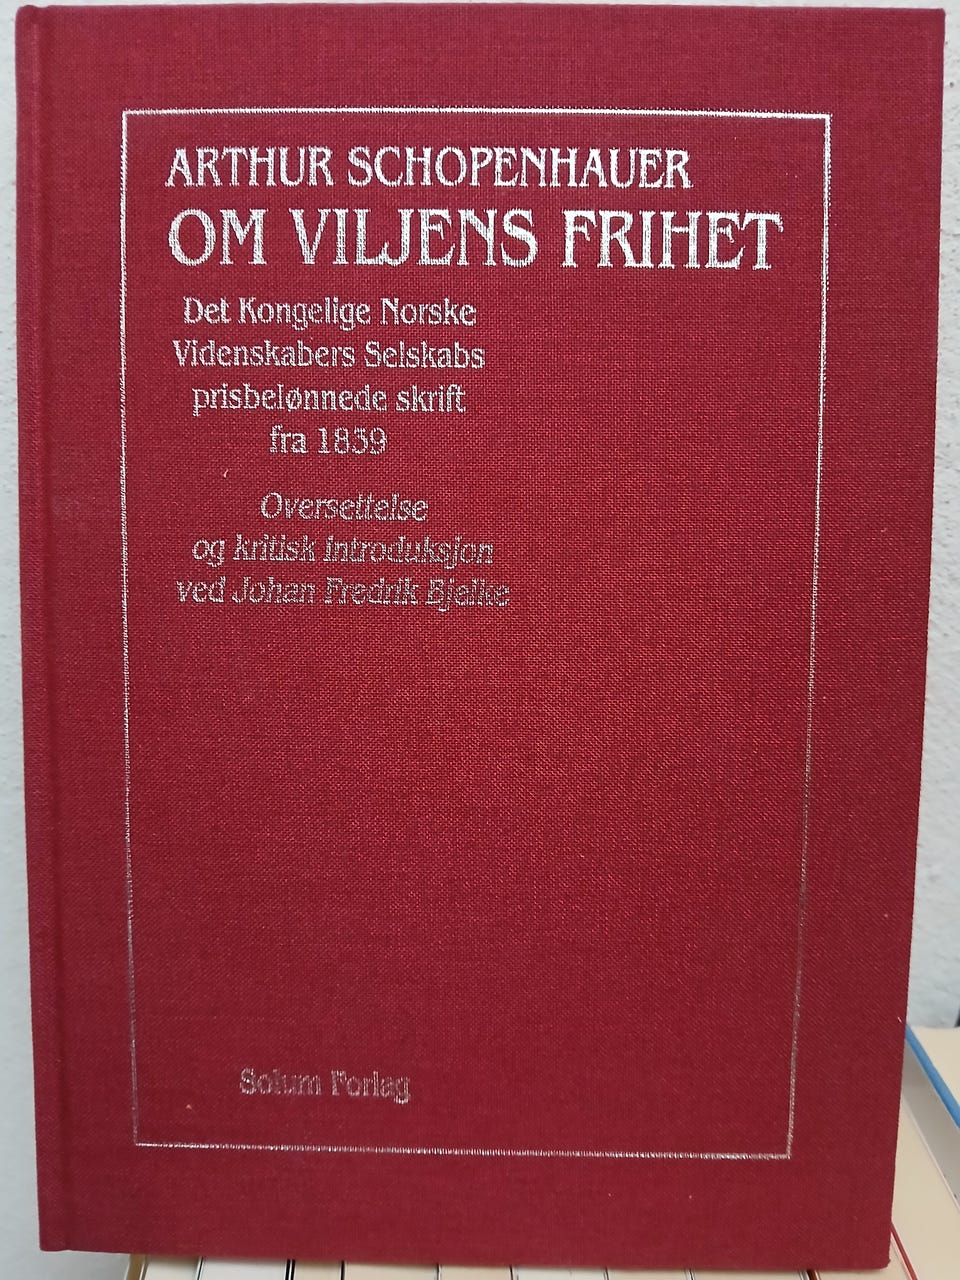 ARTHUR SCHOPENHAUER
OM VILJENS FRIHET
Det Kongelige Norske
Videnskabers Selskabs
prisbelønnede skrift
fra 1839
Oversettelse
og kritisk introduksjon
ved Johan Fredrik Bjelke
Solum Forlag